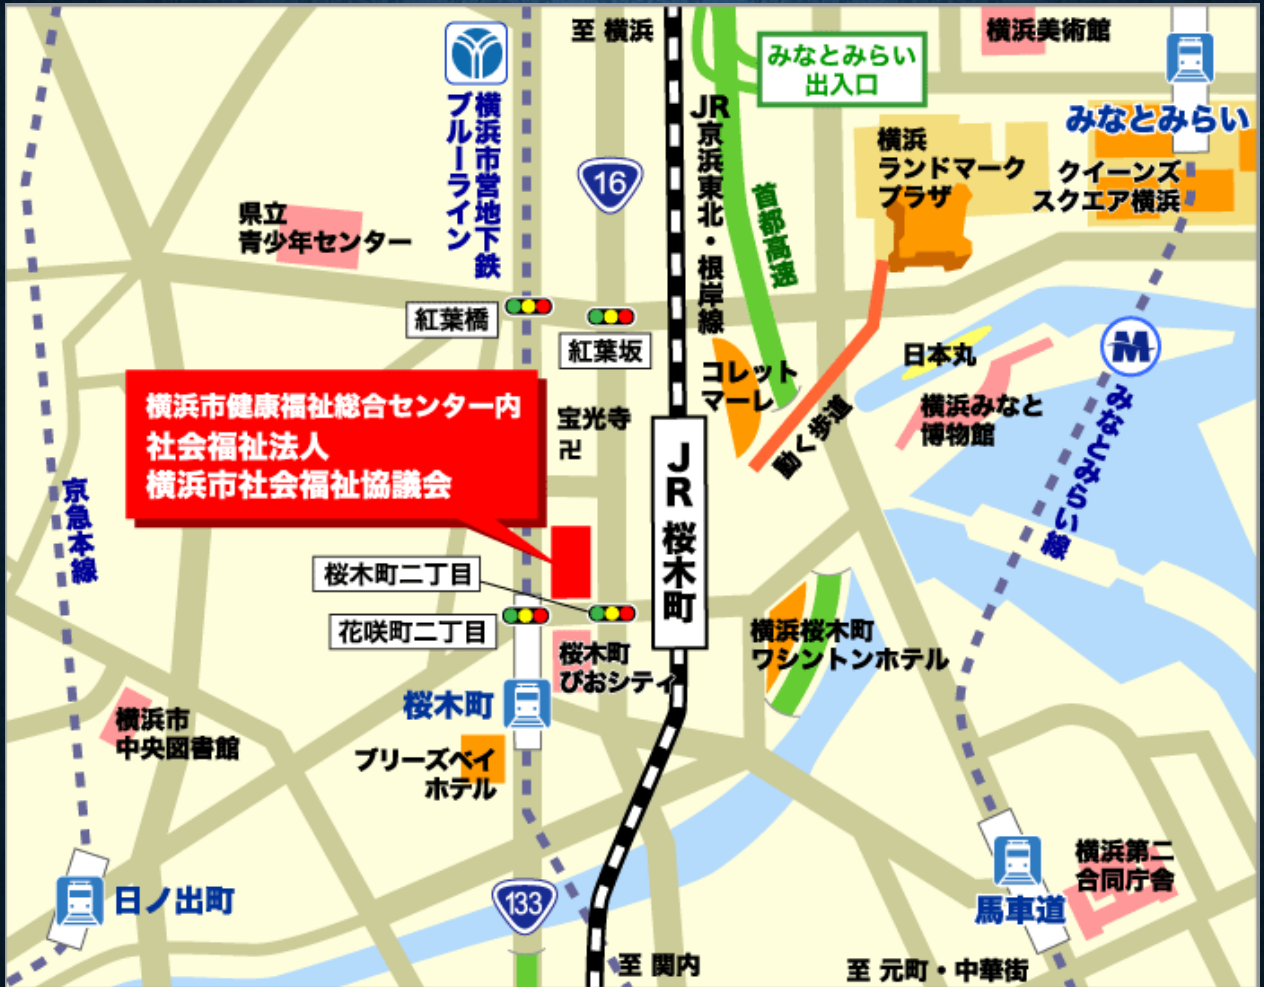 至 横浜
横浜美術館
みなとみらい
出入口
みなとみらい
横浜市営地下鉄
ブルーライン
JR京浜東北・根岸線
16
首都高速
横浜
ランドマーク
プラザ
クイーンズ
スクエア横浜
県立
青少年センター
紅葉橋
紅葉坂
コレット
マーレ
動く歩道
日本丸
横浜みなと
博物館
M
みなとみらい線
横浜市健康福祉総合センター内
社会福祉法人
横浜市社会福祉協議会
宝光寺
卍
JR 桜木町
京急本線
桜木町二丁目
花咲町二丁目
桜木町
ぴおシティ
横浜桜木町
ワシントンホテル
桜木町
横浜市
中央図書館
ブリーズベイ
ホテル
日ノ出町
133
横浜第二
合同庁舎
馬車道
至 関内
至 元町・中華街